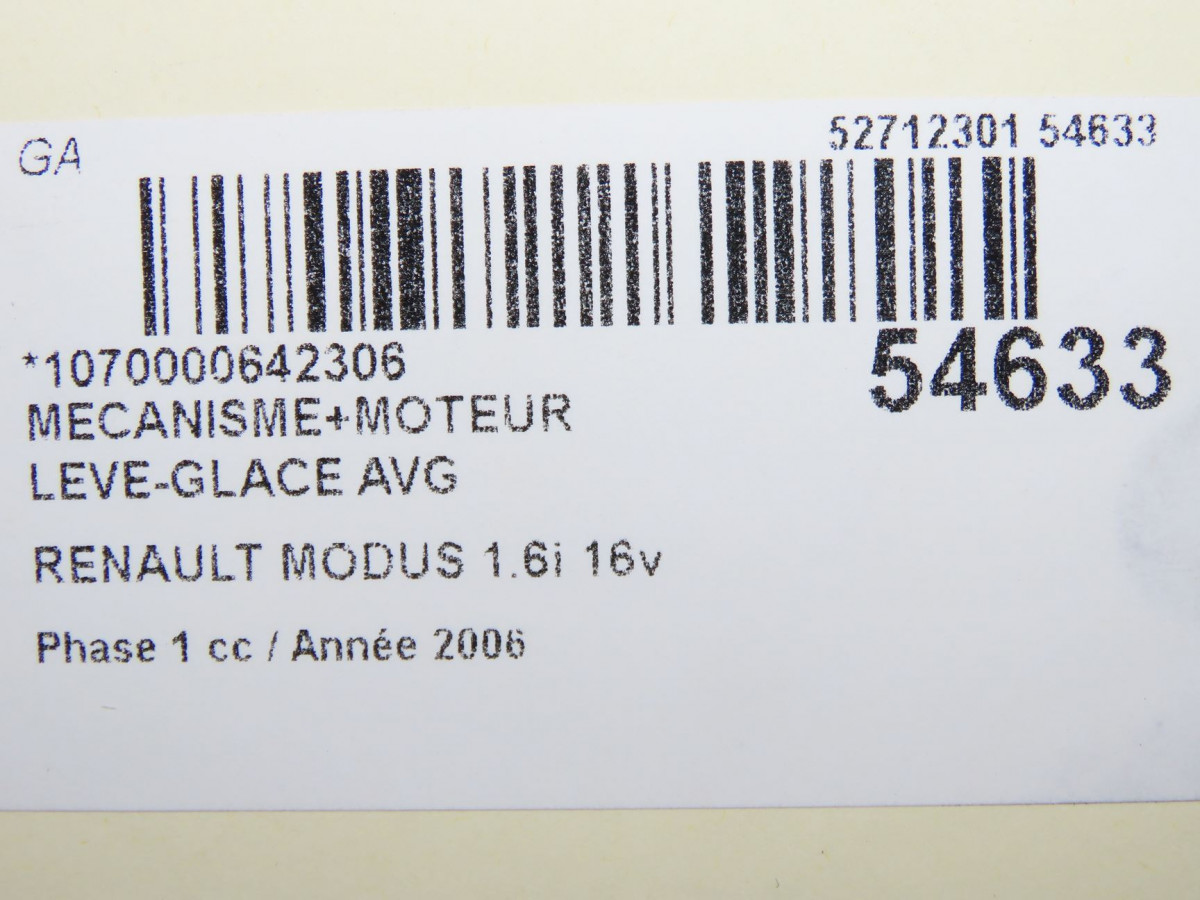 GA
52712301 54633
*1070000642306
54633
MECANISME+MOTEUR
LEVE-GLACE AVG
RENAULT MODUS 1.6i 16v
Phase 1 cc / Année 2006